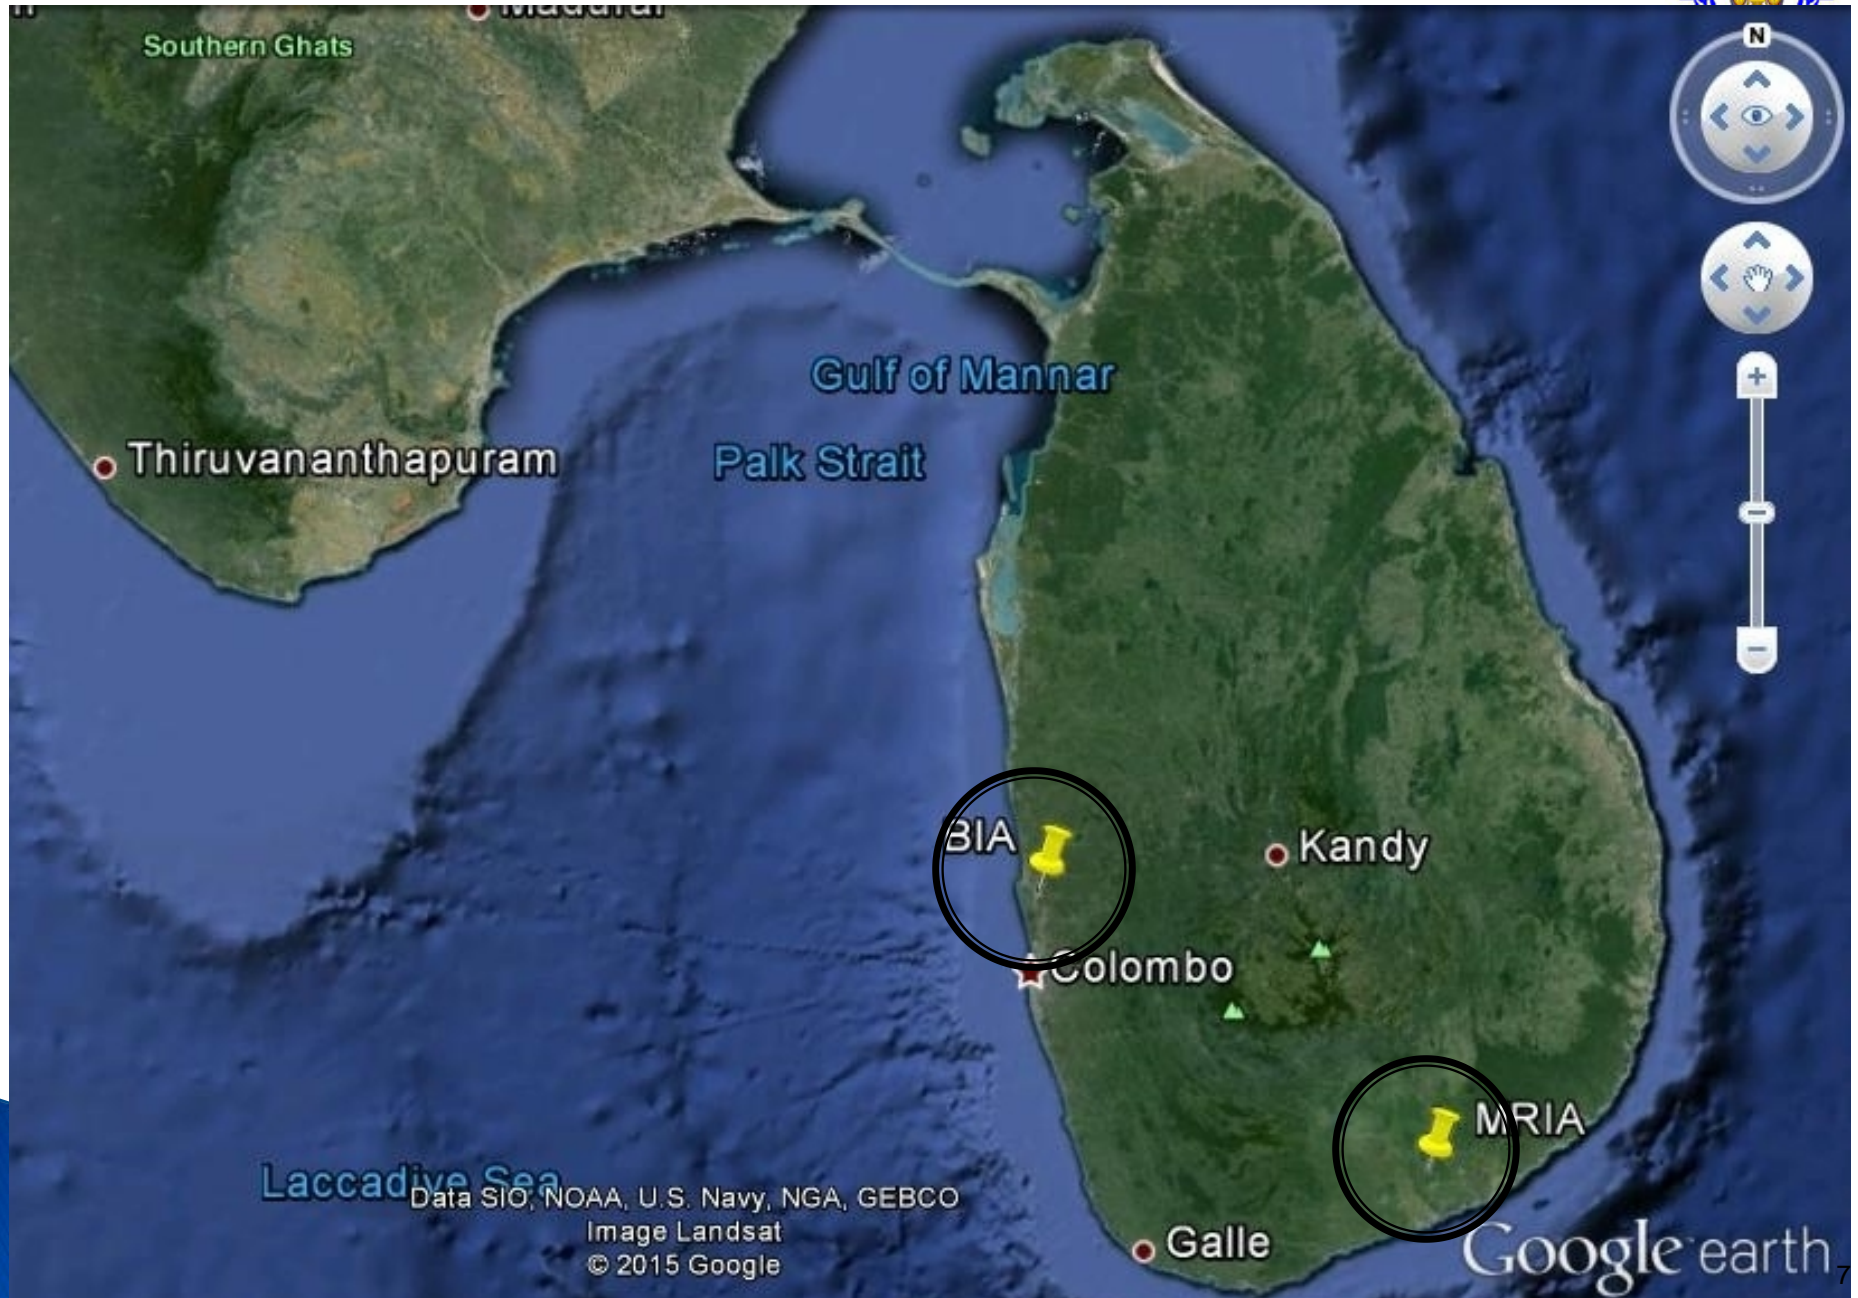 Madurai
Southern Ghats
N
Thiruvananthapuram
Gulf of Mannar
Palk Strait
BIA
Kandy
Colombo
MRIA
Laccadive Sea
Data SIO, NOAA, U.S. Navy, NGA, GEBCO
Image Landsat
© 2015 Google
Galle
Google earth
7